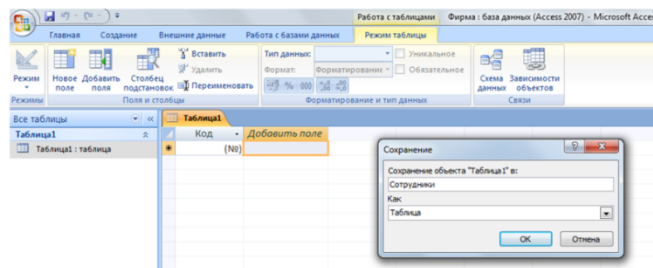 Работа с таблицами Фирма : база данных (Access 2007) - Microsoft Acce
Главная Создание Внешние данные Работа с базами данных Режим таблицы
Режим
Новое поле
Добавить поля
Столбец подстановок
Вставить
Удалить
Переименовать
Тип данных:
Формат: Форматирование
% 000
Уникальное
Обязательное
Схема данных
Зависимости объектов
Режимы Поля и столбцы Форматирование и тип данных Связи
Все таблицы «
Таблица1
Таблица1 : таблица
Таблица1
Код Добавить поле
* (№)
Сохранение
Сохранение объекта "Таблица1" в:
Сотрудники
Как:
Таблица
ОК Отмена